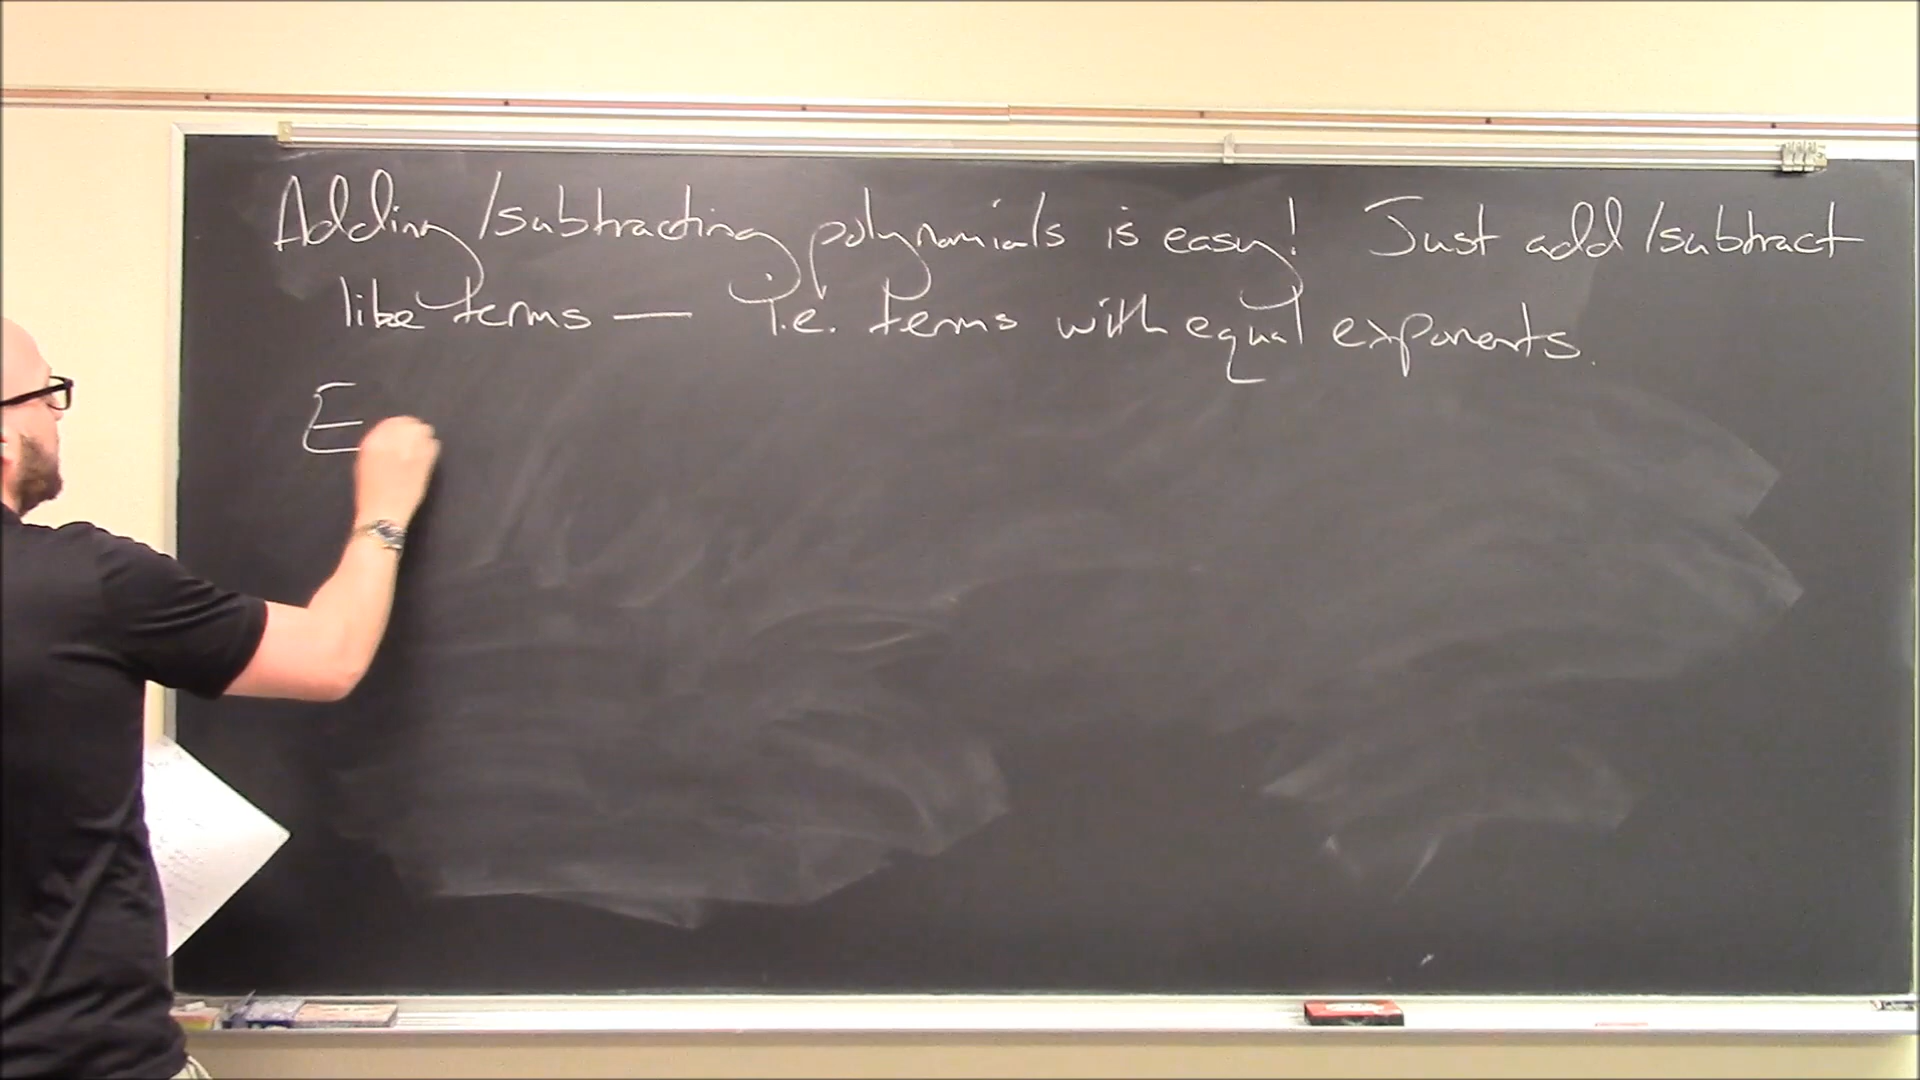 Adding/subtracting polynomials is easy! Just add/subtract
like terms — i.e. terms with equal exponents.
E